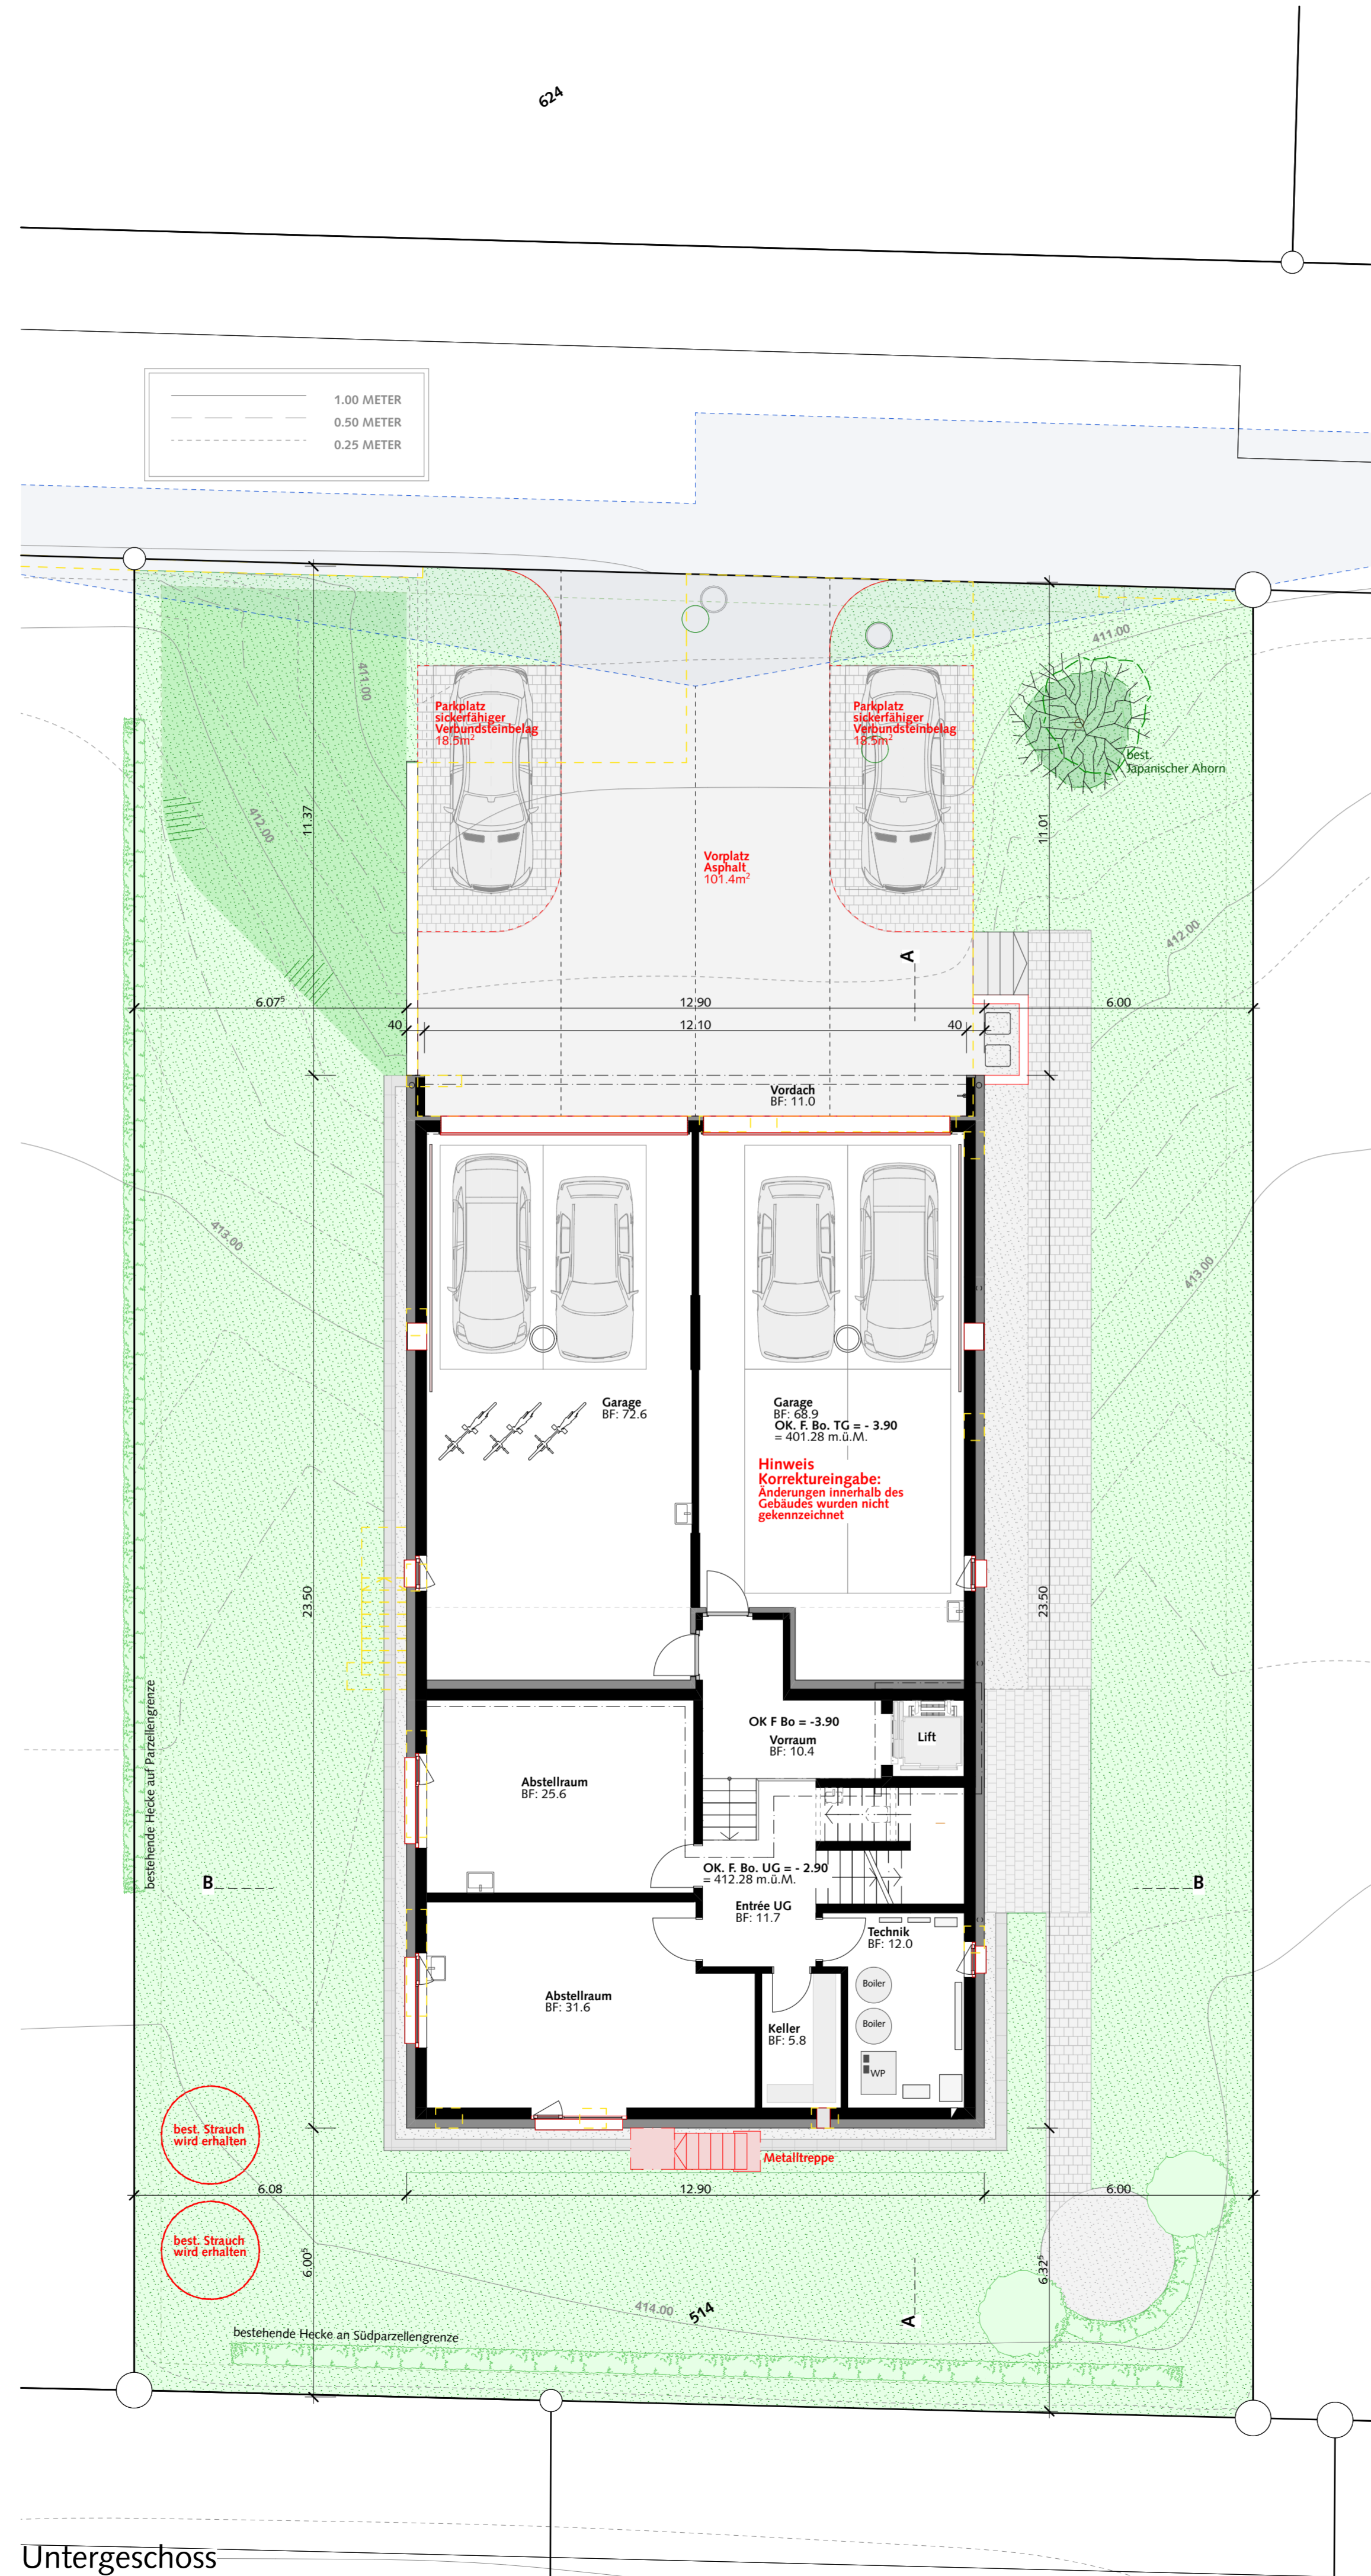 624
1.00 METER
0.50 METER
0.25 METER
411.00
411.00
Parkplatz
sickerfähiger
Verbundsteinbelag
18.5m²
Parkplatz
sickerfähiger
Verbundsteinbelag
18.5m²
best.
Japanischer Ahorn
412.00
11.37
11.01
Vorplatz
Asphalt
101.4m²
412.00
A
6.07⁵
12.90
6.00
40
12.10
40
Vordach
BF: 11.0
413.00
413.00
Garage
BF: 72.6
Garage
BF: 68.9
OK. F. Bo. TG = - 3.90
= 401.28 m.ü.M.
Hinweis
Korrektureingabe:
Änderungen innerhalb des
Gebäudes wurden nicht
gekennzeichnet
23.50
23.50
bestehende Hecke auf Parzellengrenze
OK F Bo = -3.90
Vorraum
BF: 10.4
Lift
Abstellraum
BF: 25.6
OK. F. Bo. UG = - 2.90
= 412.28 m.ü.M.
B
B
Entrée UG
BF: 11.7
Technik
BF: 12.0
Boiler
Boiler
WP
Abstellraum
BF: 31.6
Keller
BF: 5.8
best. Strauch
wird erhalten
Metalltreppe
6.08
12.90
6.00
best. Strauch
wird erhalten
6.00⁵
6.32⁵
414.00
514
A
bestehende Hecke an Südparzellengrenze
Untergeschoss